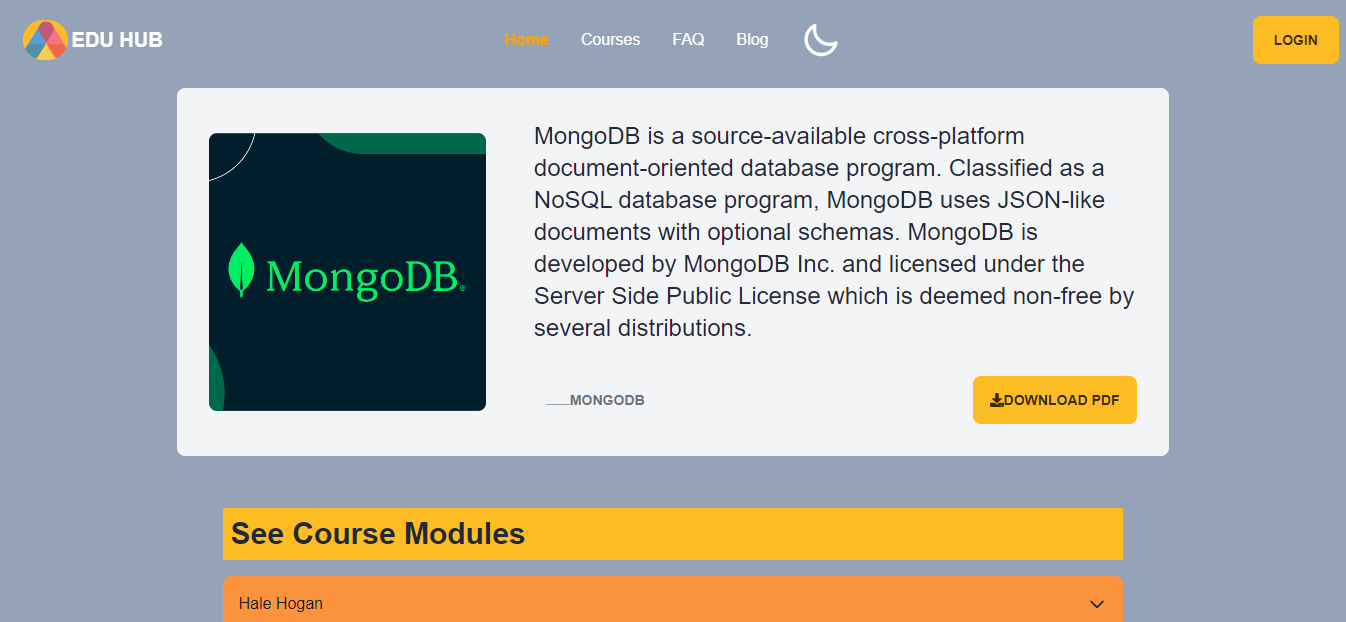 EDU HUB
Home Courses FAQ Blog
LOGIN
MongoDB®
MongoDB is a source-available cross-platform
document-oriented database program. Classified as a
NoSQL database program, MongoDB uses JSON-like
documents with optional schemas. MongoDB is
developed by MongoDB Inc. and licensed under the
Server Side Public License which is deemed non-free by
several distributions.
___MONGODB
DOWNLOAD PDF
See Course Modules
Hale Hogan